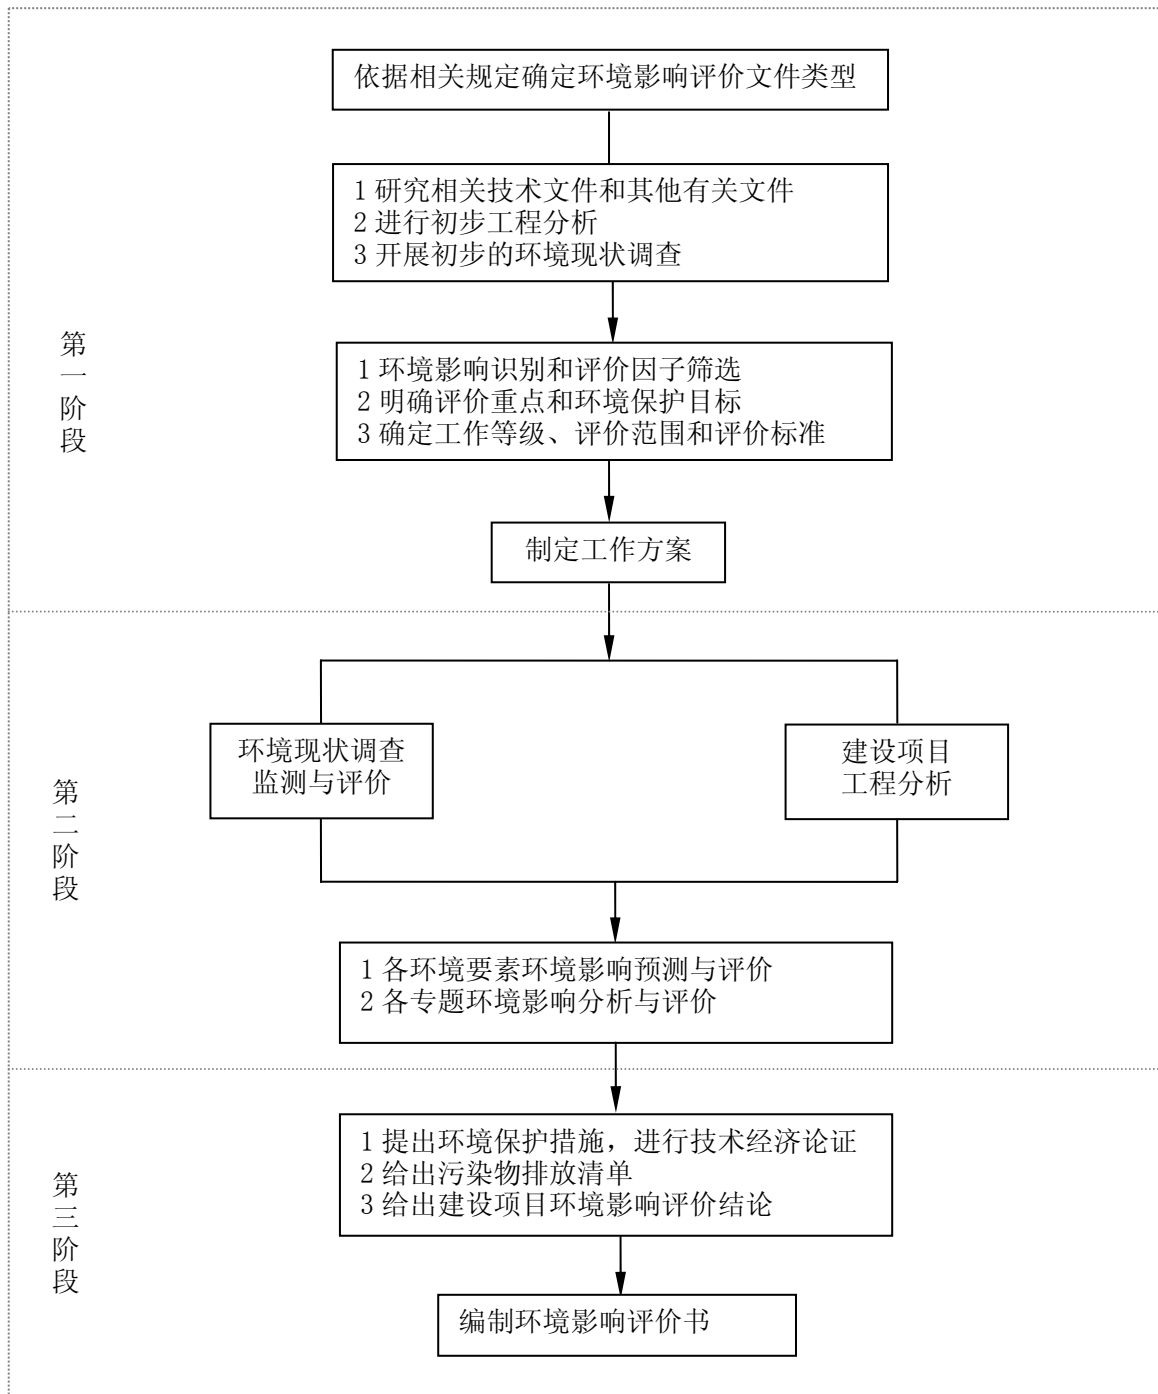 依据相关规定确定环境影响评价文件类型
1 研究相关技术文件和其他有关文件
2 进行初步工程分析
3 开展初步的环境现状调查
第一阶段
1 环境影响识别和评价因子筛选
2 明确评价重点和环境保护目标
3 确定工作等级、评价范围和评价标准
制定工作方案
第二阶段
环境现状调查
监测与评价
建设项目
工程分析
1 各环境要素环境影响预测与评价
2 各专题环境影响分析与评价
第三阶段
1 提出环境保护措施，进行技术经济论证
2 给出污染物排放清单
3 给出建设项目环境影响评价结论
编制环境影响评价书